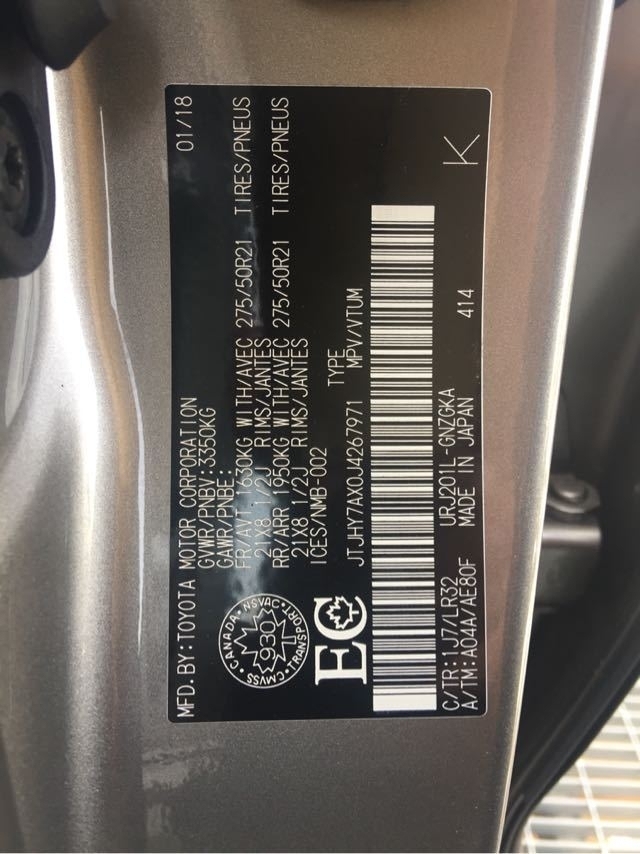 MFD. BY:TOYOTA MOTOR CORPORATION 01/18
GVWR/PNBV:3350KG
GAWR/PNBE:
FR/AVT 1630KG WITH/AVEC 275/50R21 TIRES/PNEUS
21X8 1/2J RIMS/JANTES
RR/ARR 1950KG WITH/AVEC 275/50R21 TIRES/PNEUS
21X8 1/2J RIMS/JANTES
ICES/NMB-002
CANADA NSVAC
930
CMVSS TRANSPORT
EC
TYPE
JTJHY7AX0J4267971 MPV/VTUM
K
C/TR:1J7/LR32 URJ201L-GNZGKA
A/TM:A04A/AE80F MADE IN JAPAN 414